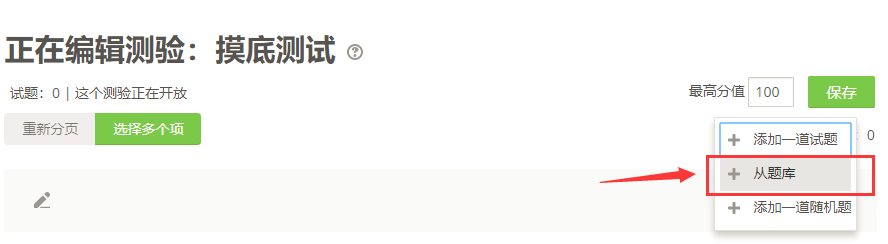 正在编辑测验：摸底测试
试题：0 | 这个测验正在开放
最高分值 100 保存
重新分页 选择多个项
0
添加一道试题
从题库
添加一道随机题